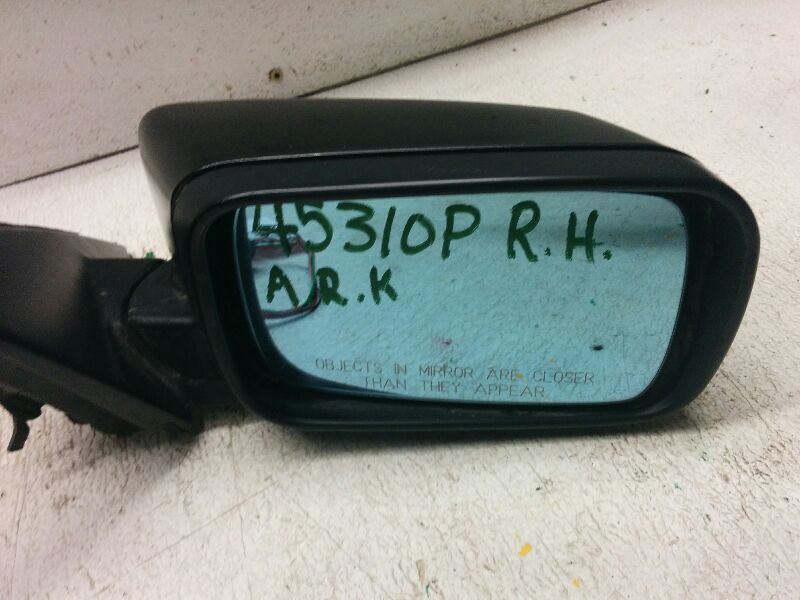 45310P R.H.
A.R.K
OBJECTS IN MIRROR ARE CLOSER
THAN THEY APPEAR